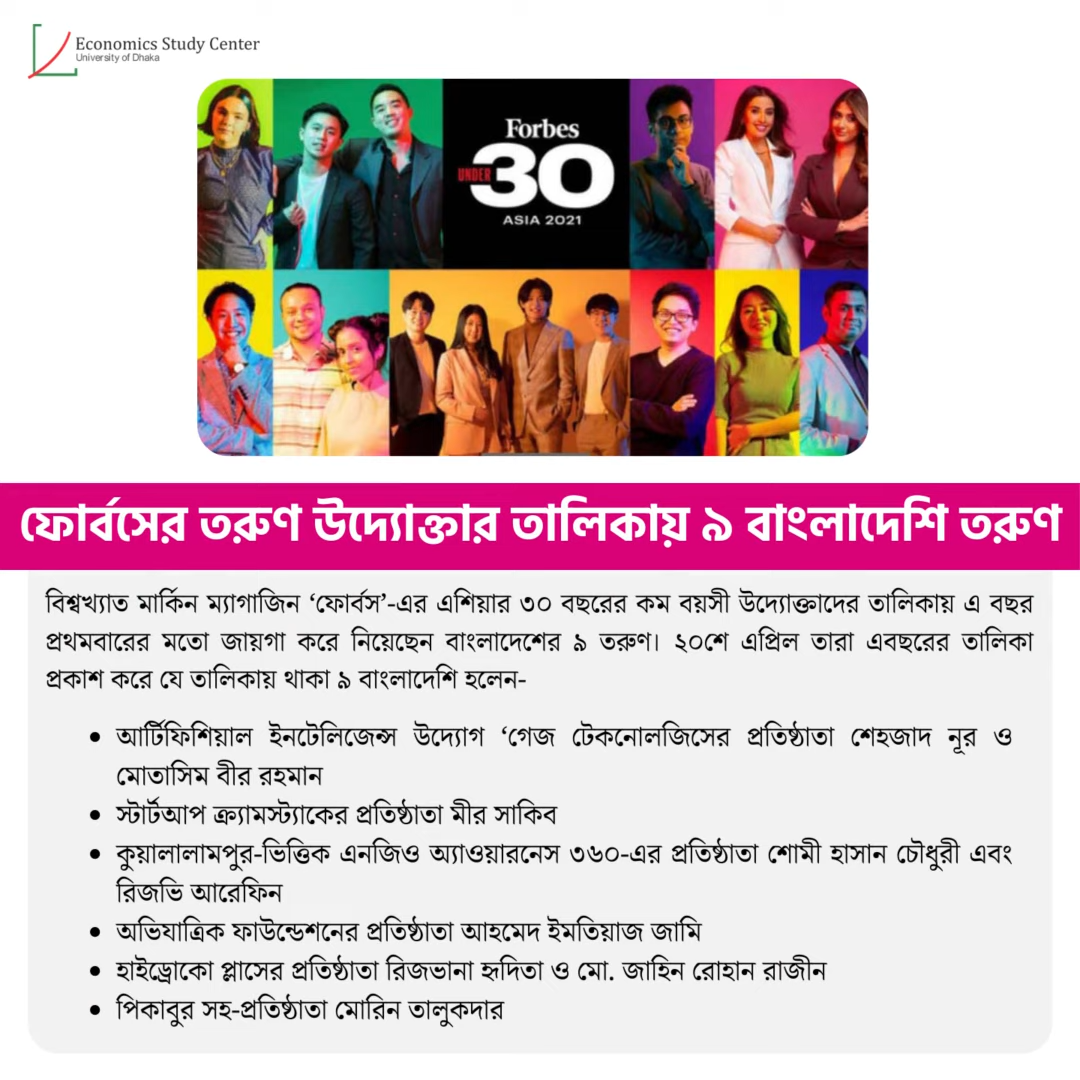 Economics Study Center
University of Dhaka
Forbes
UNDER 30
ASIA 2021
ফোর্বসের তরুণ উদ্যোক্তার তালিকায় ৯ বাংলাদেশি তরুণ
বিশ্বখ্যাত মার্কিন ম্যাগাজিন ‘ফোর্বস’-এর এশিয়ার ৩০ বছরের কম বয়সী উদ্যোক্তাদের তালিকায় এ বছর
প্রথমবারের মতো জায়গা করে নিয়েছেন বাংলাদেশের ৯ তরুণ। ২০শে এপ্রিল তারা এবছরের তালিকা
প্রকাশ করে যে তালিকায় থাকা ৯ বাংলাদেশি হলেন-
• আর্টিফিশিয়াল ইনটেলিজেন্স উদ্যোগ ‘গেজ টেকনোলজিসের প্রতিষ্ঠাতা শেহজাদ নূর ও
মোতাসিম বীর রহমান
• স্টার্টআপ ক্র্যামস্ট্যাকের প্রতিষ্ঠাতা মীর সাকিব
• কুয়ালালামপুর-ভিত্তিক এনজিও অ্যাওয়ারনেস ৩৬০-এর প্রতিষ্ঠাতা শোমী হাসান চৌধুরী এবং
রিজভি আরেফিন
• অভিযাত্রিক ফাউন্ডেশনের প্রতিষ্ঠাতা আহমেদ ইমতিয়াজ জামি
• হাইড্রোকো প্লাসের প্রতিষ্ঠাতা রিজভানা হৃদিতা ও মো. জাহিন রোহান রাজীন
• পিকাবুর সহ-প্রতিষ্ঠাতা মোরিন তালুকদার